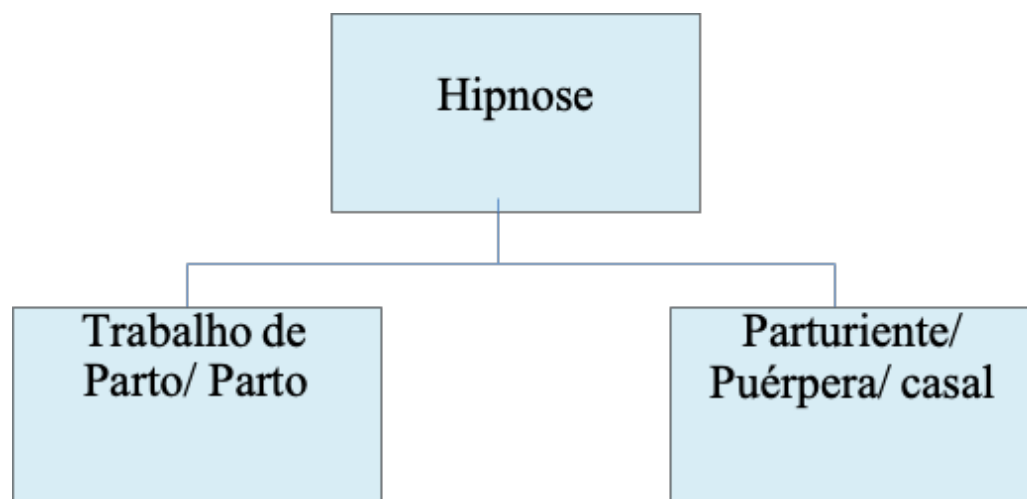 Hipnose
Trabalho de
Parto/ Parto
Parturiente/
Puérpera/ casal